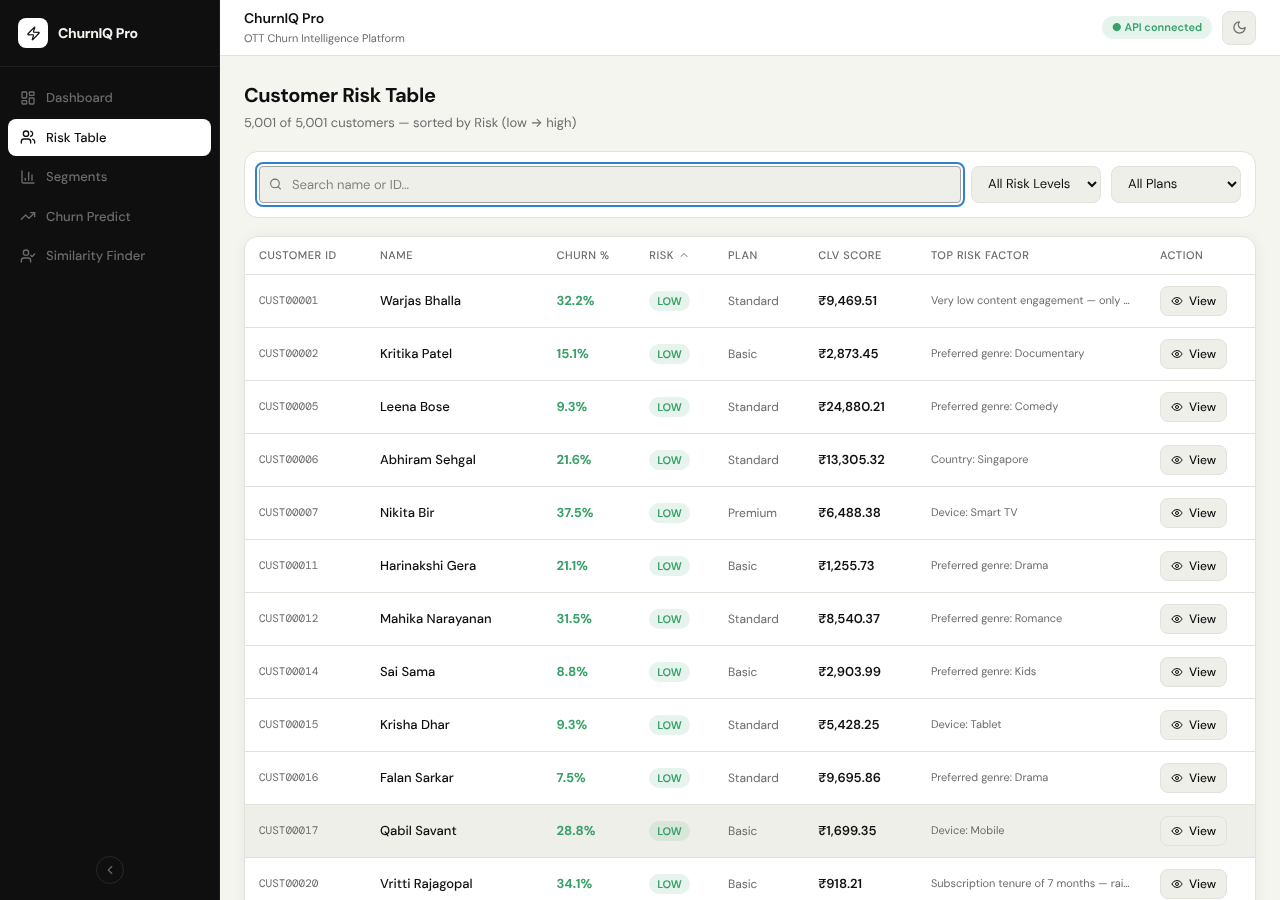 ChurnIQ Pro
Dashboard
Risk Table
Segments
Churn Predict
Similarity Finder
ChurnIQ Pro
OTT Churn Intelligence Platform
API connected
Customer Risk Table
5,001 of 5,001 customers — sorted by Risk (low → high)
Search name or ID...
All Risk Levels
All Plans
CUSTOMER ID NAME CHURN % RISK PLAN CLV SCORE TOP RISK FACTOR ACTION
CUST00001 Warjas Bhalla 32.2% LOW Standard ₹9,469.51 Very low content engagement — only ... View
CUST00002 Kritika Patel 15.1% LOW Basic ₹2,873.45 Preferred genre: Documentary View
CUST00005 Leena Bose 9.3% LOW Standard ₹24,880.21 Preferred genre: Comedy View
CUST00006 Abhiram Sehgal 21.6% LOW Standard ₹13,305.32 Country: Singapore View
CUST00007 Nikita Bir 37.5% LOW Premium ₹6,488.38 Device: Smart TV View
CUST00011 Harinakshi Gera 21.1% LOW Basic ₹1,255.73 Preferred genre: Drama View
CUST00012 Mahika Narayanan 31.5% LOW Standard ₹8,540.37 Preferred genre: Romance View
CUST00014 Sai Sama 8.8% LOW Basic ₹2,903.99 Preferred genre: Kids View
CUST00015 Krisha Dhar 9.3% LOW Standard ₹5,428.25 Device: Tablet View
CUST00016 Falan Sarkar 7.5% LOW Standard ₹9,695.86 Preferred genre: Drama View
CUST00017 Qabil Savant 28.8% LOW Basic ₹1,699.35 Device: Mobile View
CUST00020 Vritti Rajagopal 34.1% LOW Basic ₹918.21 Subscription tenure of 7 months — rai... View